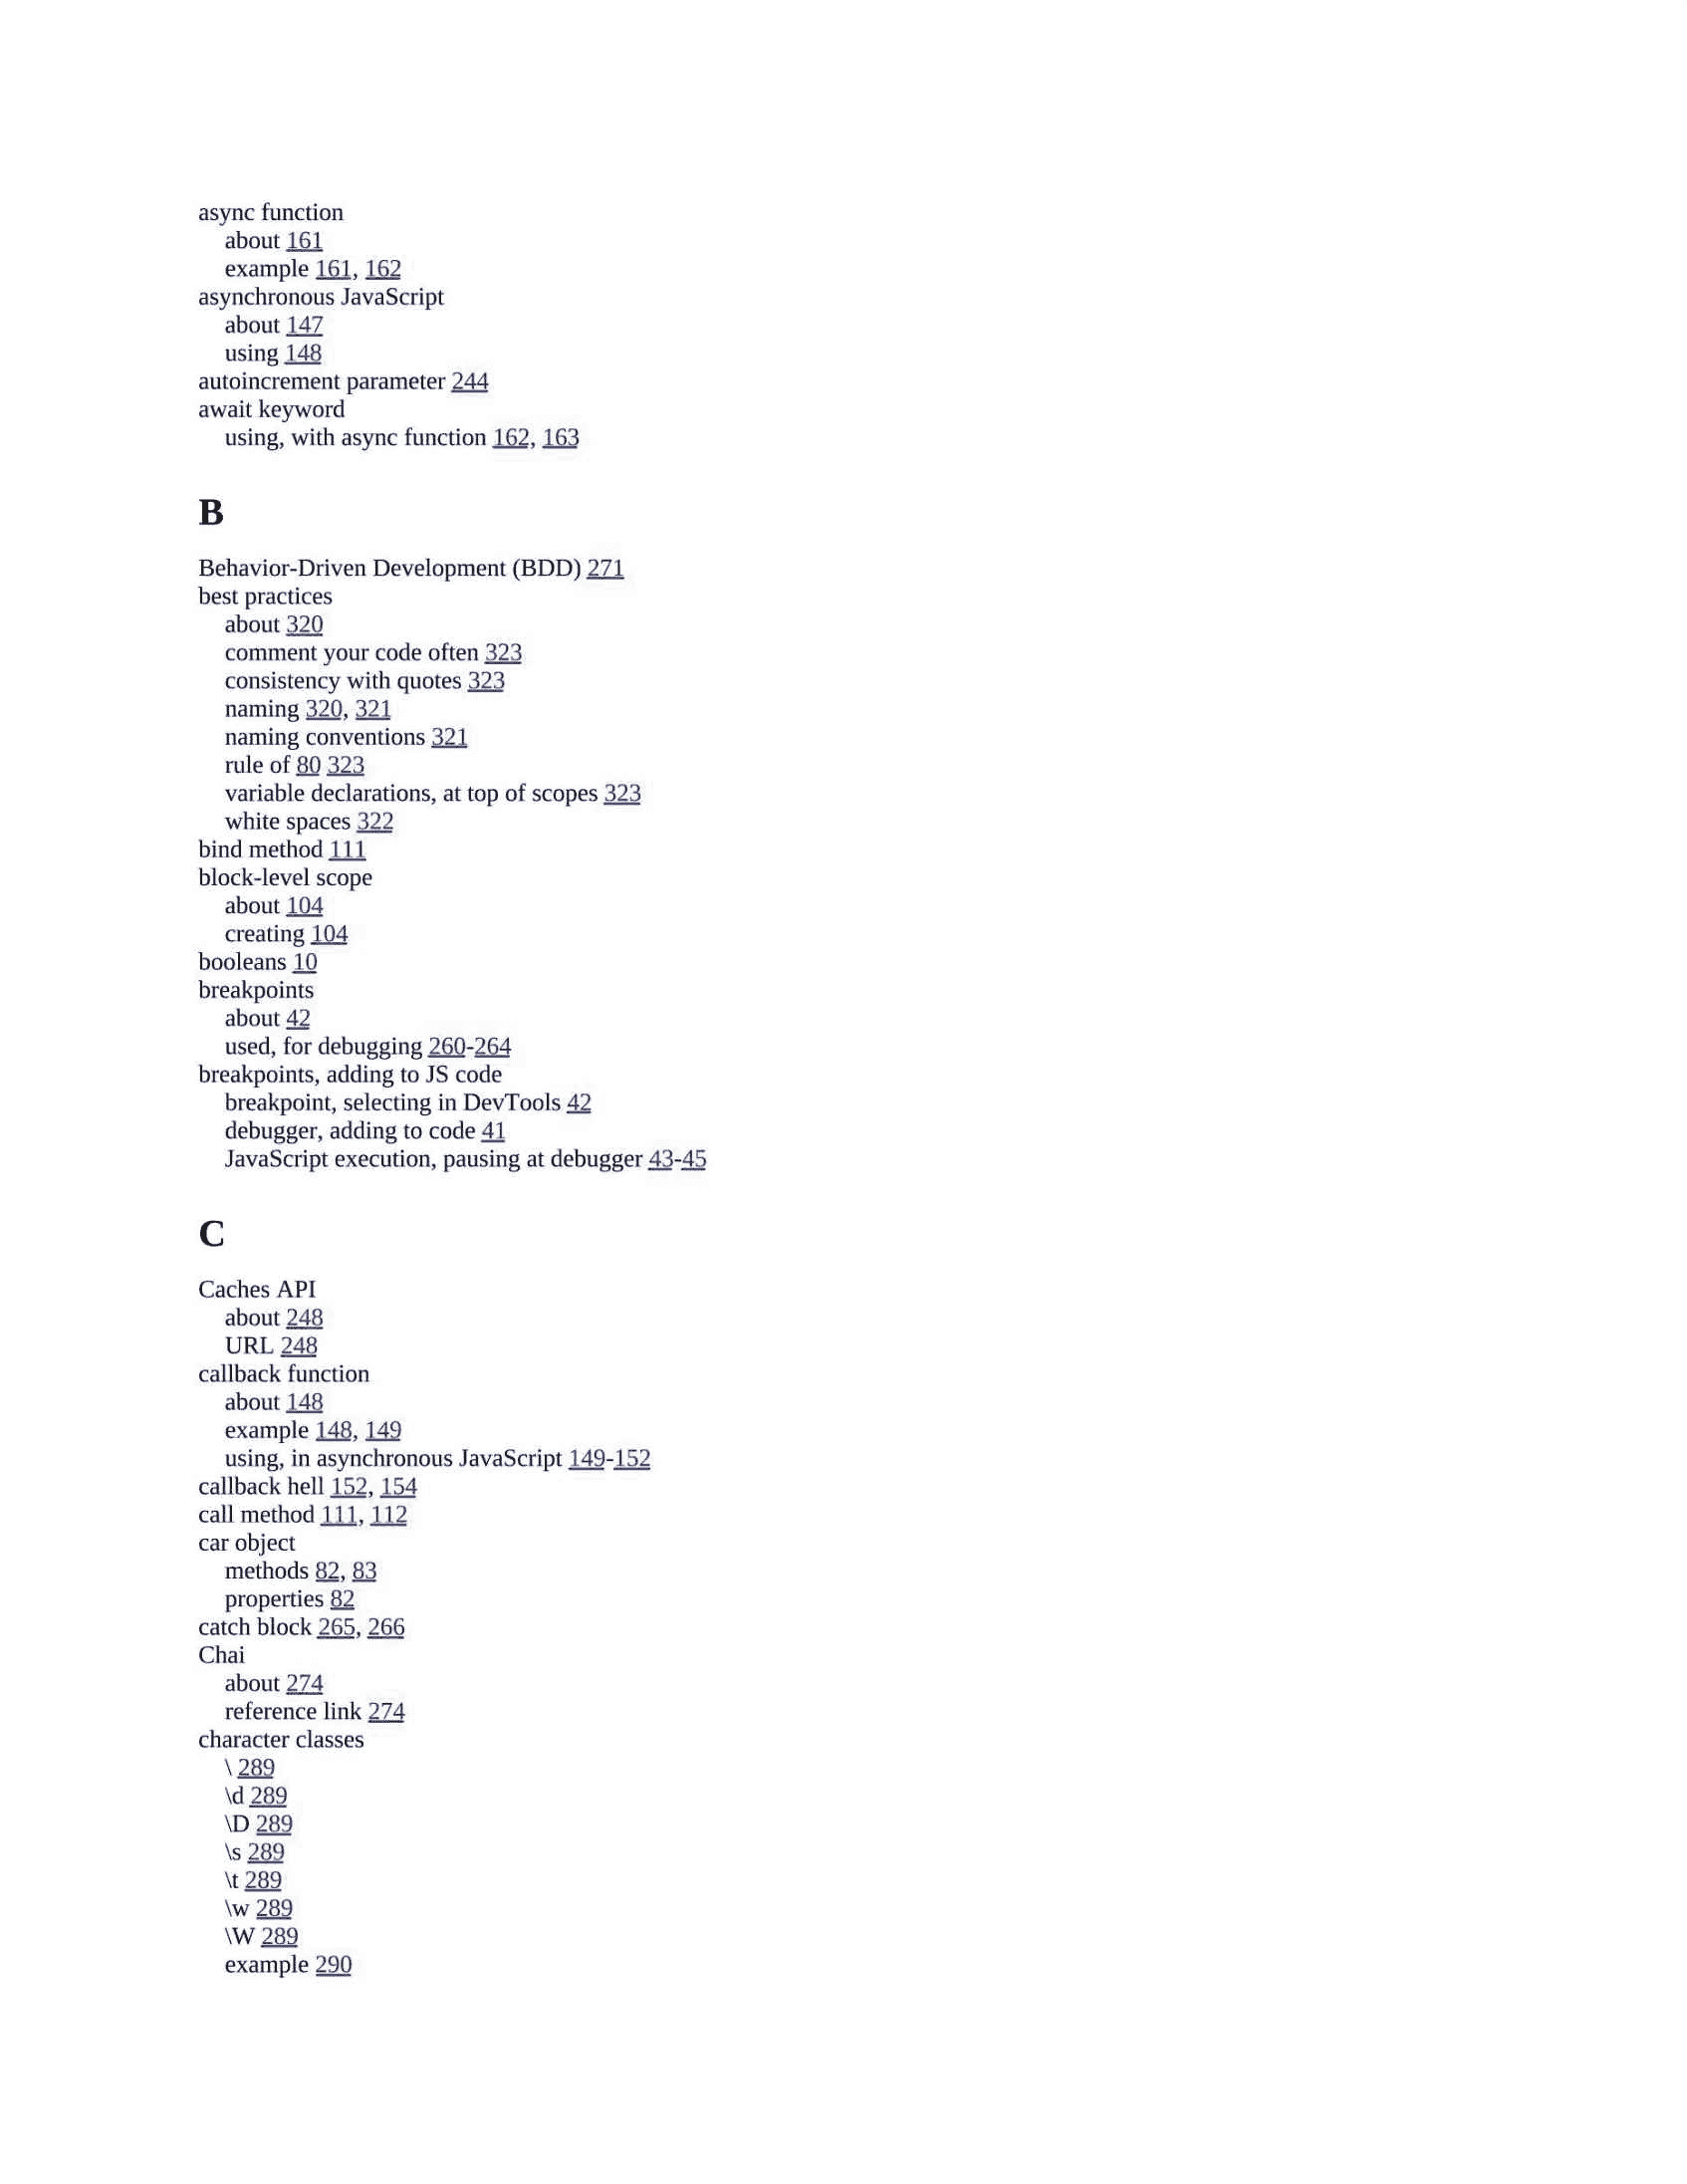 async function
about 161
example 161, 162
asynchronous JavaScript
about 147
using 148
autoincrement parameter 244
await keyword
using, with async function 162, 163
B
Behavior-Driven Development (BDD) 271
best practices
about 320
comment your code often 323
consistency with quotes 323
naming 320, 321
naming conventions 321
rule of 80 323
variable declarations, at top of scopes 323
white spaces 322
bind method 111
block-level scope
about 104
creating 104
booleans 10
breakpoints
about 42
used, for debugging 260-264
breakpoints, adding to JS code
breakpoint, selecting in DevTools 42
debugger, adding to code 41
JavaScript execution, pausing at debugger 43-45
C
Caches API
about 248
URL 248
callback function
about 148
example 148, 149
using, in asynchronous JavaScript 149-152
callback hell 152, 154
call method 111, 112
car object
methods 82, 83
properties 82
catch block 265, 266
Chai
about 274
reference link 274
character classes
\ 289
\d 289
\D 289
\s 289
\t 289
\w 289
\W 289
example 290